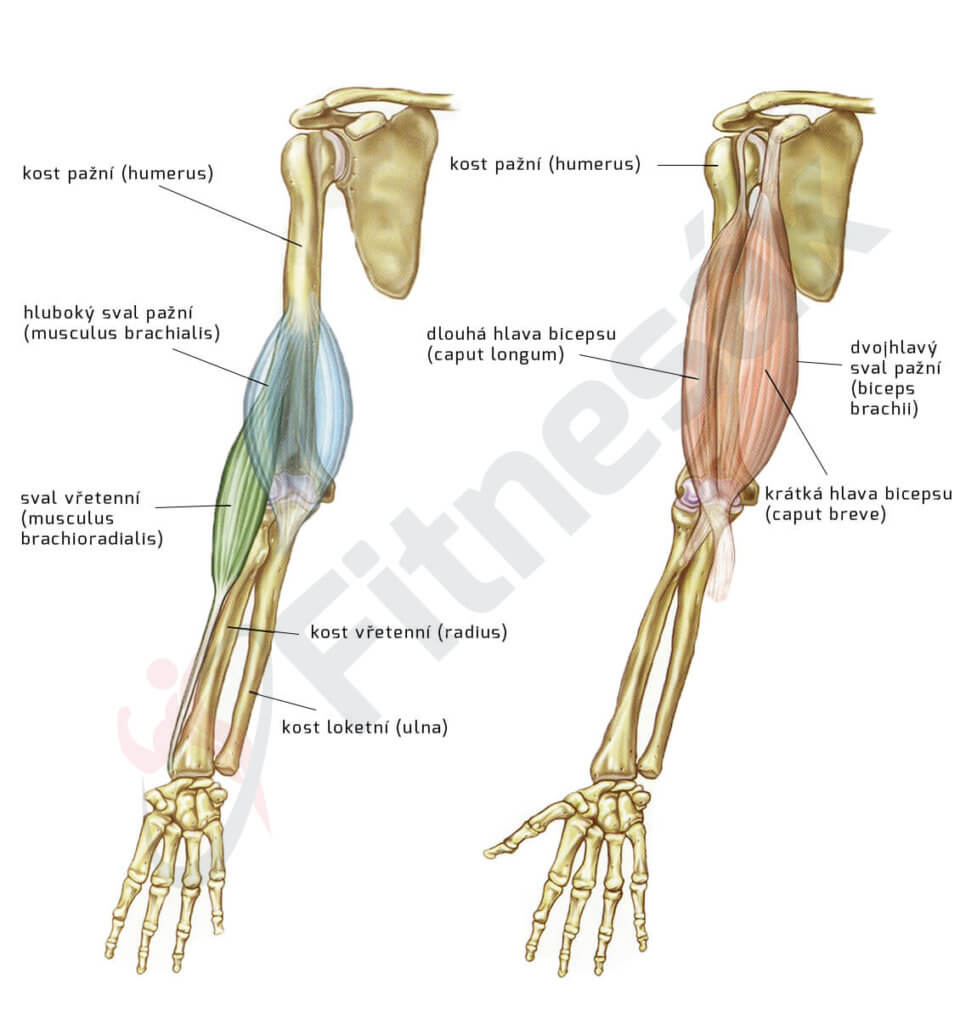 kost pažní (humerus)
hluboký sval pažní
(musculus brachialis)
sval vřetenní
(musculus
brachioradialis)
kost vřetenní (radius)
kost loketní (ulna)
kost pažní (humerus)
dlouhá hlava bicepsu
(caput longum)
dvojhlavý
sval pažní
(biceps
brachii)
krátká hlava bicepsu
(caput breve)
Fitnesák